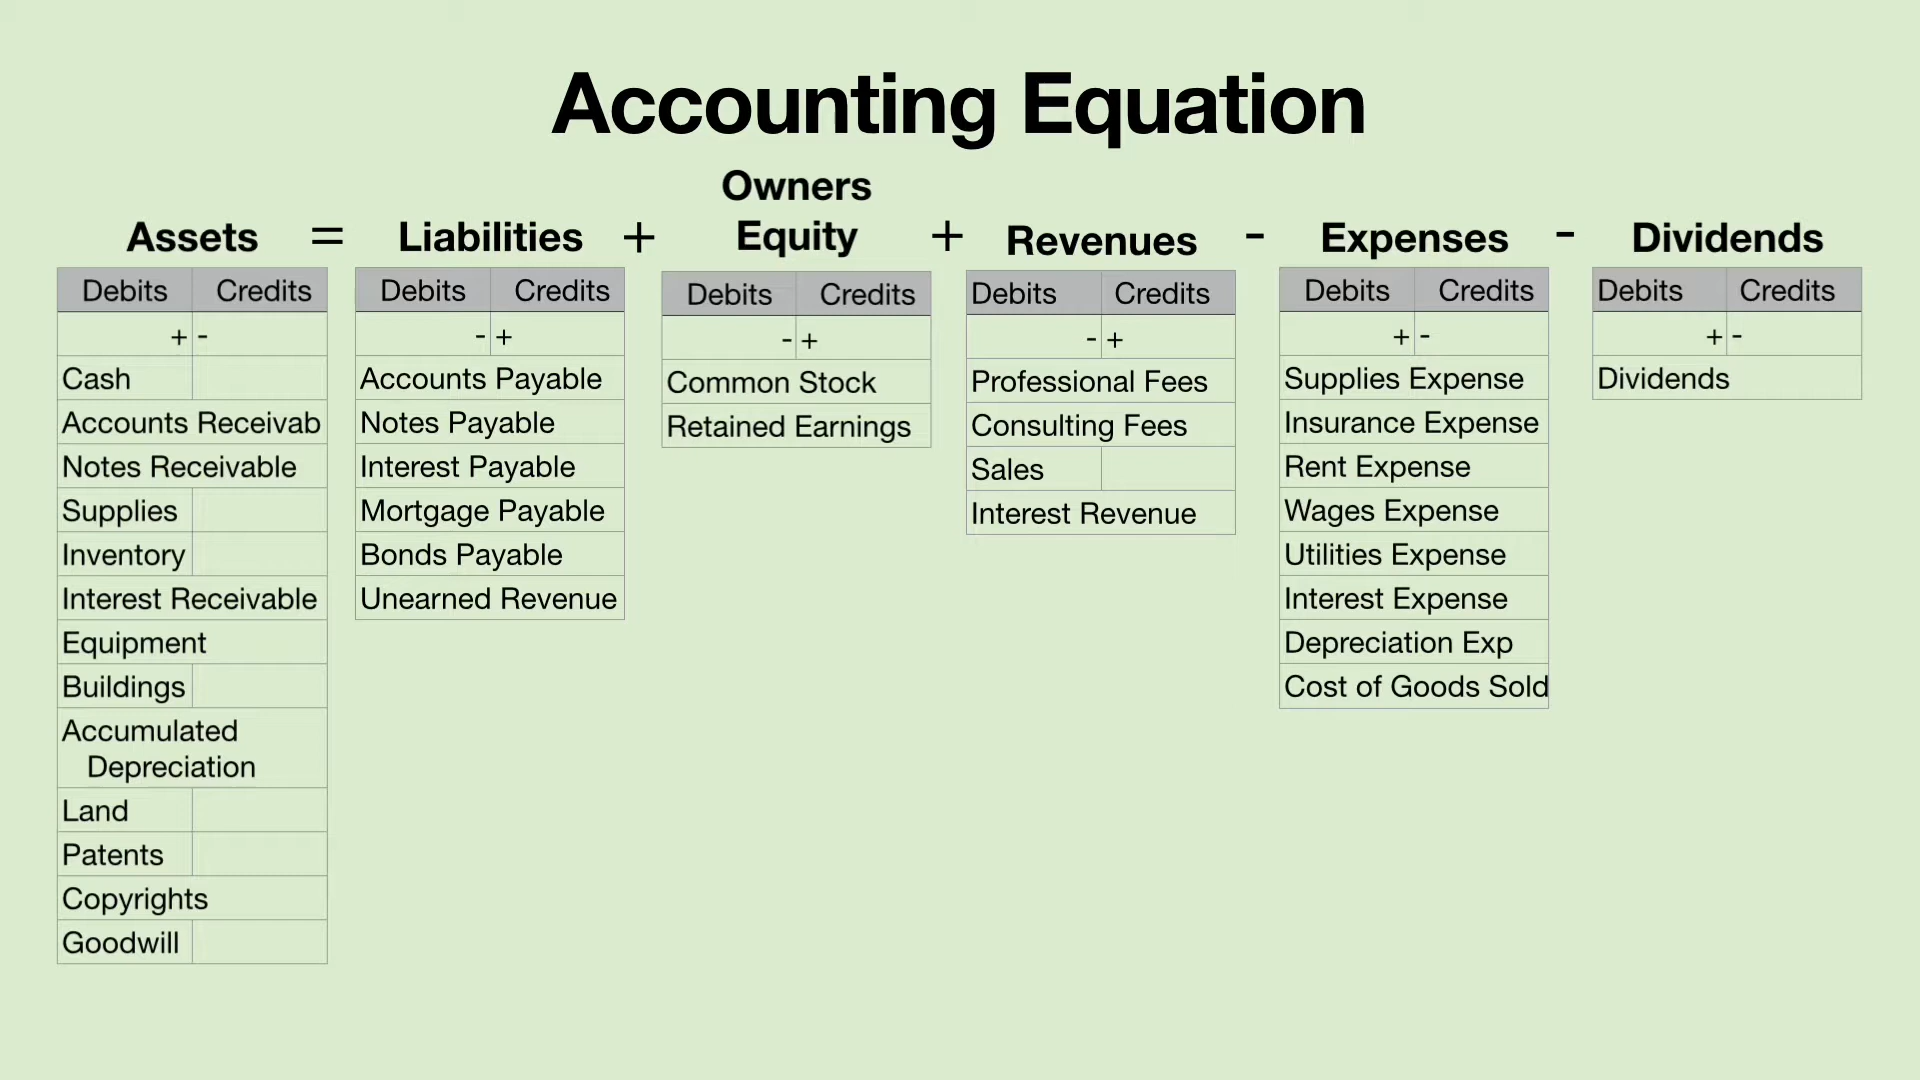 Accounting Equation
Assets = Liabilities + Owners Equity + Revenues - Expenses - Dividends
Debits Credits
+ -
Cash
Accounts Receivab
Notes Receivable
Supplies
Inventory
Interest Receivable
Equipment
Buildings
Accumulated
Depreciation
Land
Patents
Copyrights
Goodwill
Debits Credits
- +
Accounts Payable
Notes Payable
Interest Payable
Mortgage Payable
Bonds Payable
Unearned Revenue
Debits Credits
- +
Common Stock
Retained Earnings
Debits Credits
- +
Professional Fees
Consulting Fees
Sales
Interest Revenue
Debits Credits
+ -
Supplies Expense
Insurance Expense
Rent Expense
Wages Expense
Utilities Expense
Interest Expense
Depreciation Exp
Cost of Goods Sold
Debits Credits
+ -
Dividends